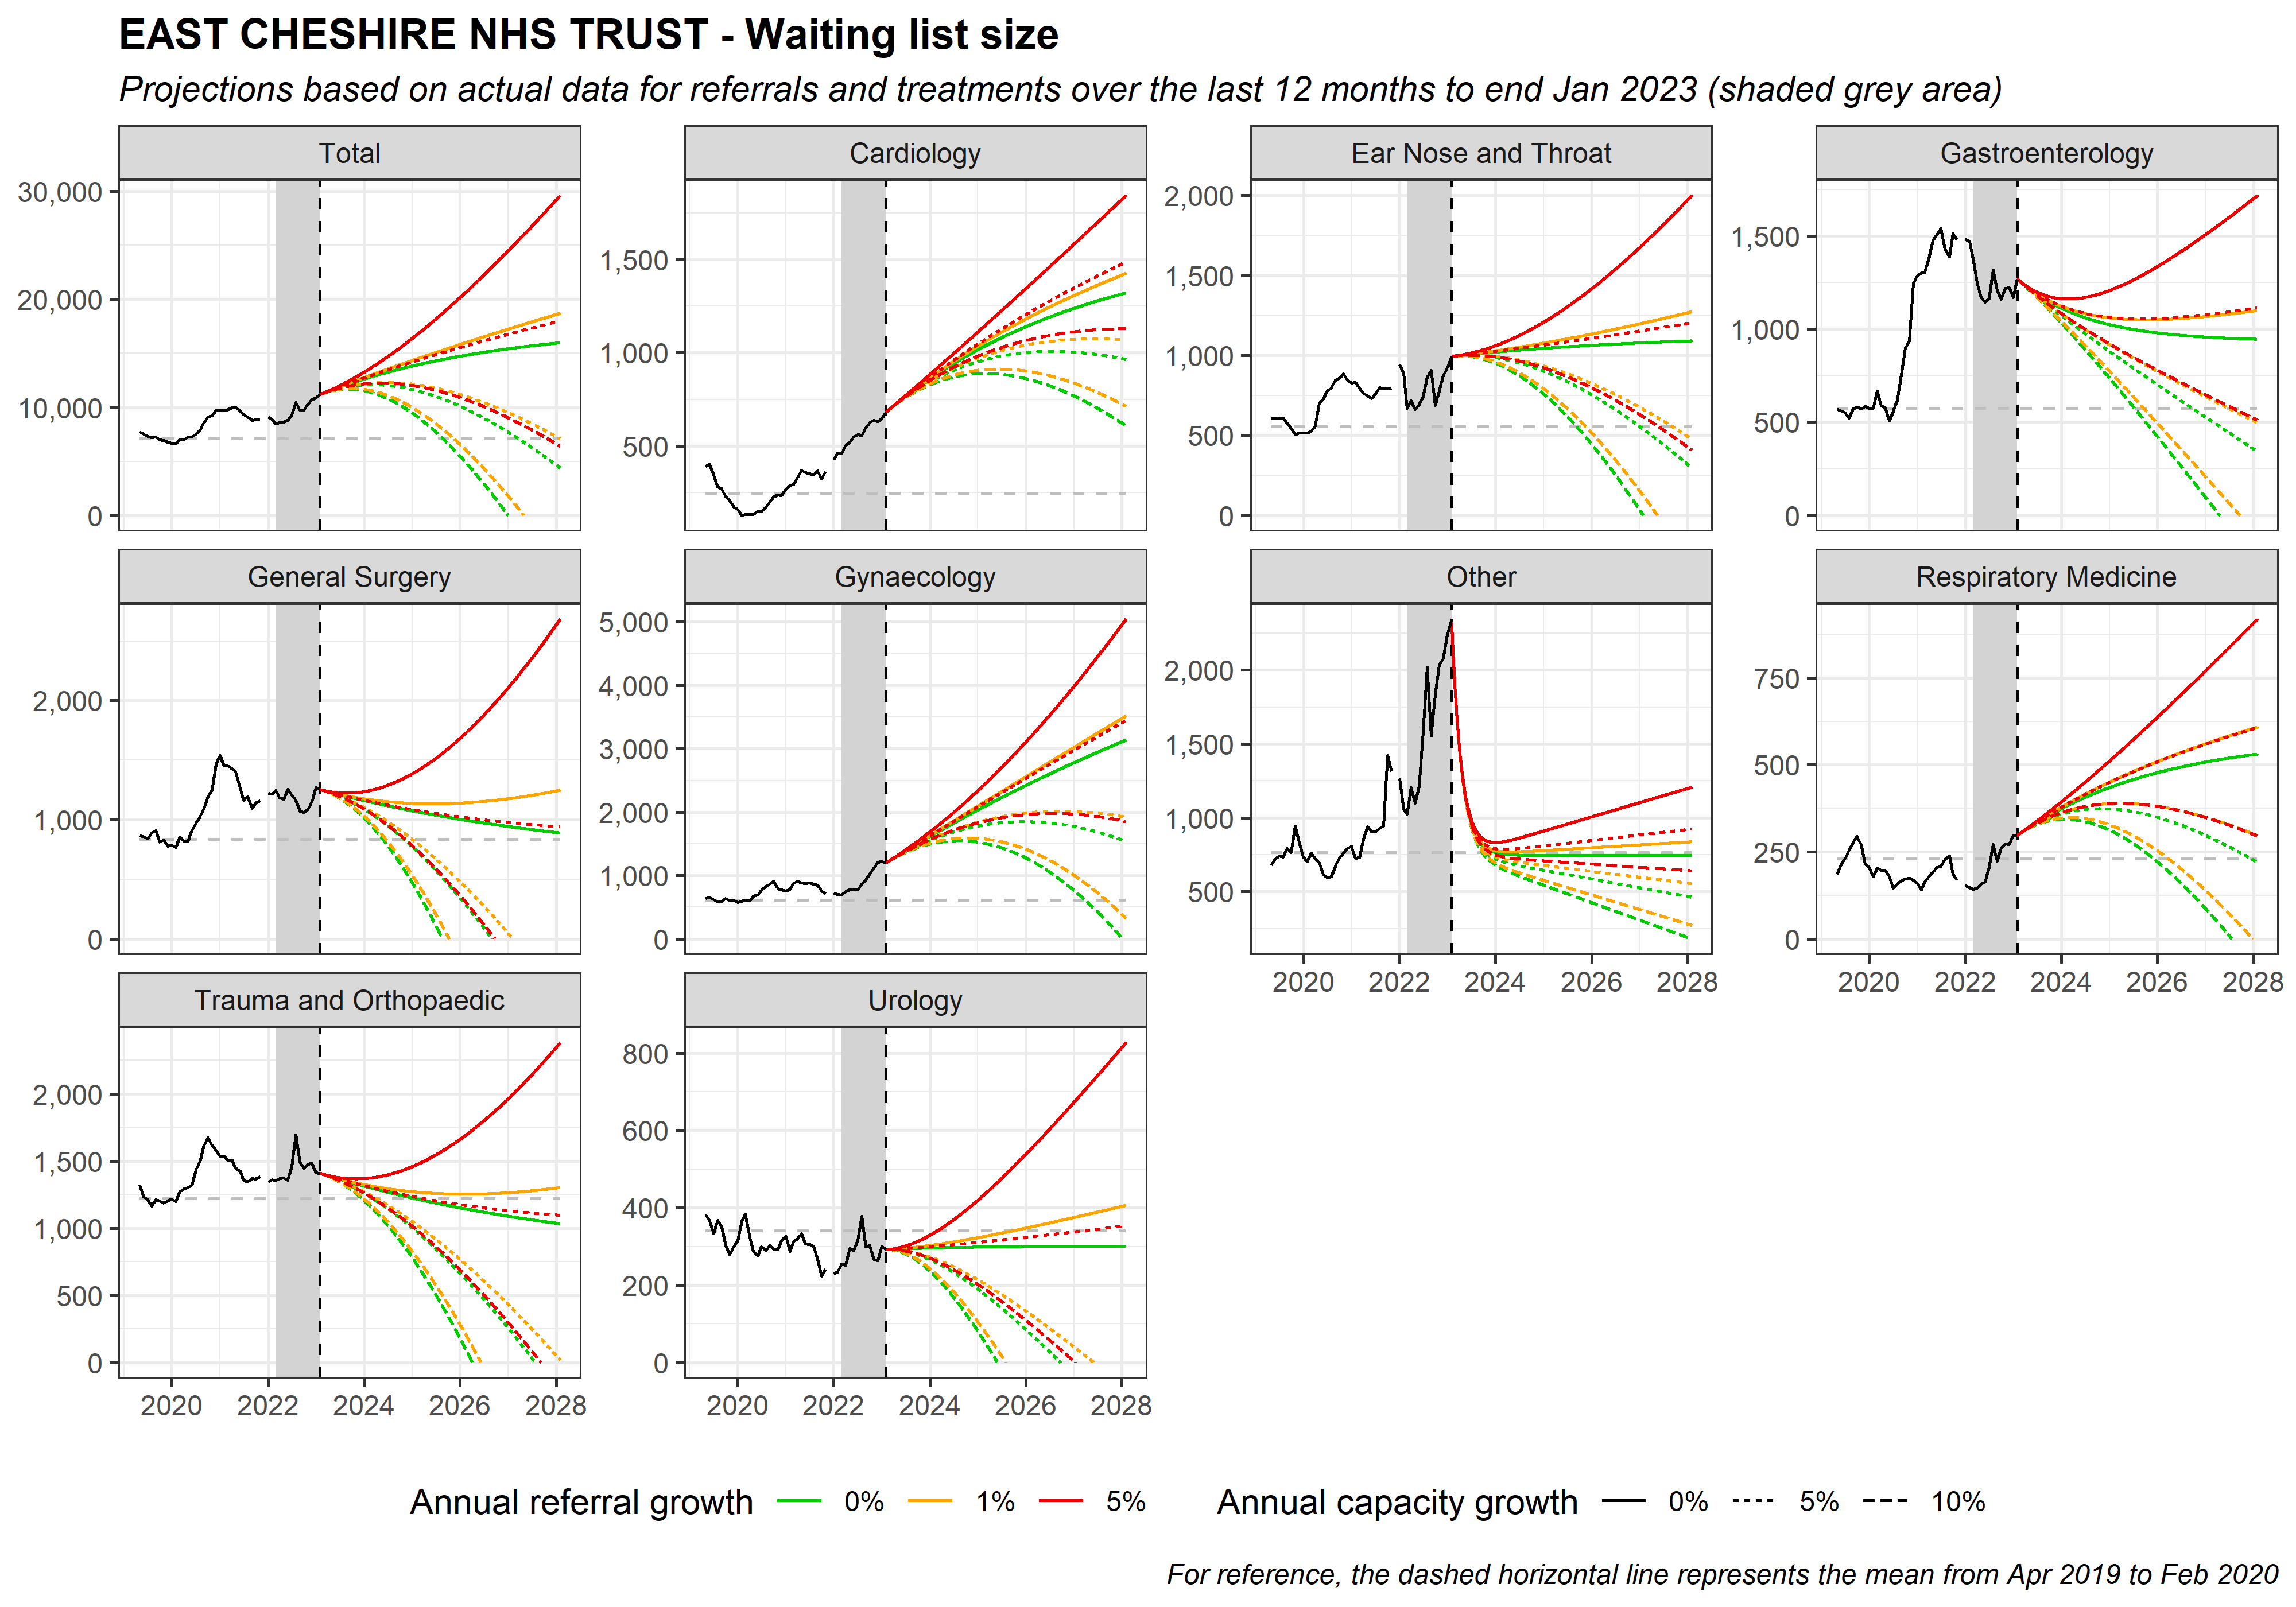 EAST CHESHIRE NHS TRUST - Waiting list size
Projections based on actual data for referrals and treatments over the last 12 months to end Jan 2023 (shaded grey area)
Total
Cardiology
Ear Nose and Throat
Gastroenterology
30,000
20,000
10,000
0
1,500
1,000
500
2,000
1,500
1,000
500
0
1,500
1,000
500
0
General Surgery
Gynaecology
Other
Respiratory Medicine
2,000
1,000
0
5,000
4,000
3,000
2,000
1,000
0
2,000
1,500
1,000
500
750
500
250
0
2020 2022 2024 2026 2028
2020 2022 2024 2026 2028
Trauma and Orthopaedic
Urology
2,000
1,500
1,000
500
0
800
600
400
200
0
2020 2022 2024 2026 2028
2020 2022 2024 2026 2028
Annual referral growth 0% 1% 5%
Annual capacity growth 0% 5% 10%
For reference, the dashed horizontal line represents the mean from Apr 2019 to Feb 2020